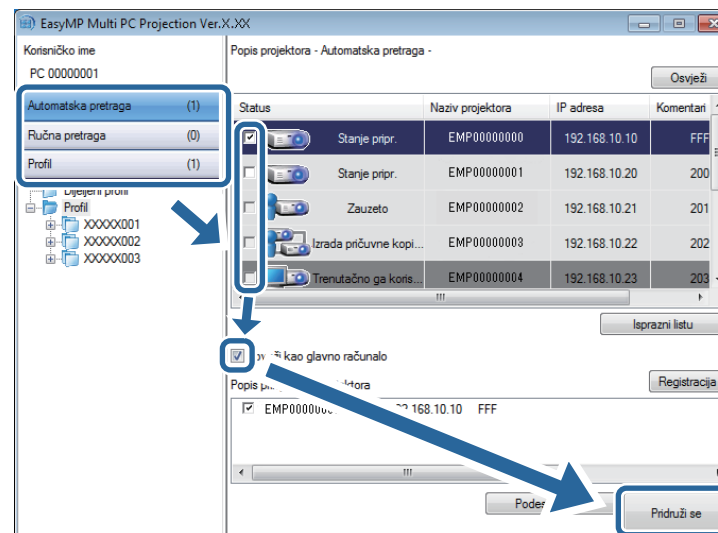 EasyMP Multi PC Projection Ver.X.XX
Korisničko ime
PC 00000001
Automatska pretraga (1)
Ručna pretraga (0)
Profil (1)
Dijeljeni profil
Profil
XXXXX001
XXXXX002
XXXXX003
Popis projektora - Automatska pretraga -
Osvježi
Status Naziv projektora IP adresa Komentari
Stanje pripr. EMP00000000 192.168.10.10 FFF
Stanje pripr. EMP00000001 192.168.10.20 200
Zauzeto EMP00000002 192.168.10.21 201
Izrada pričuvne kopi... EMP00000003 192.168.10.22 202
Trenutačno ga koris... EMP00000004 192.168.10.23 203
Isprazni listu
kao glavno računalo
Popis
Registracija
168.10.10 FFF
Pridruži se